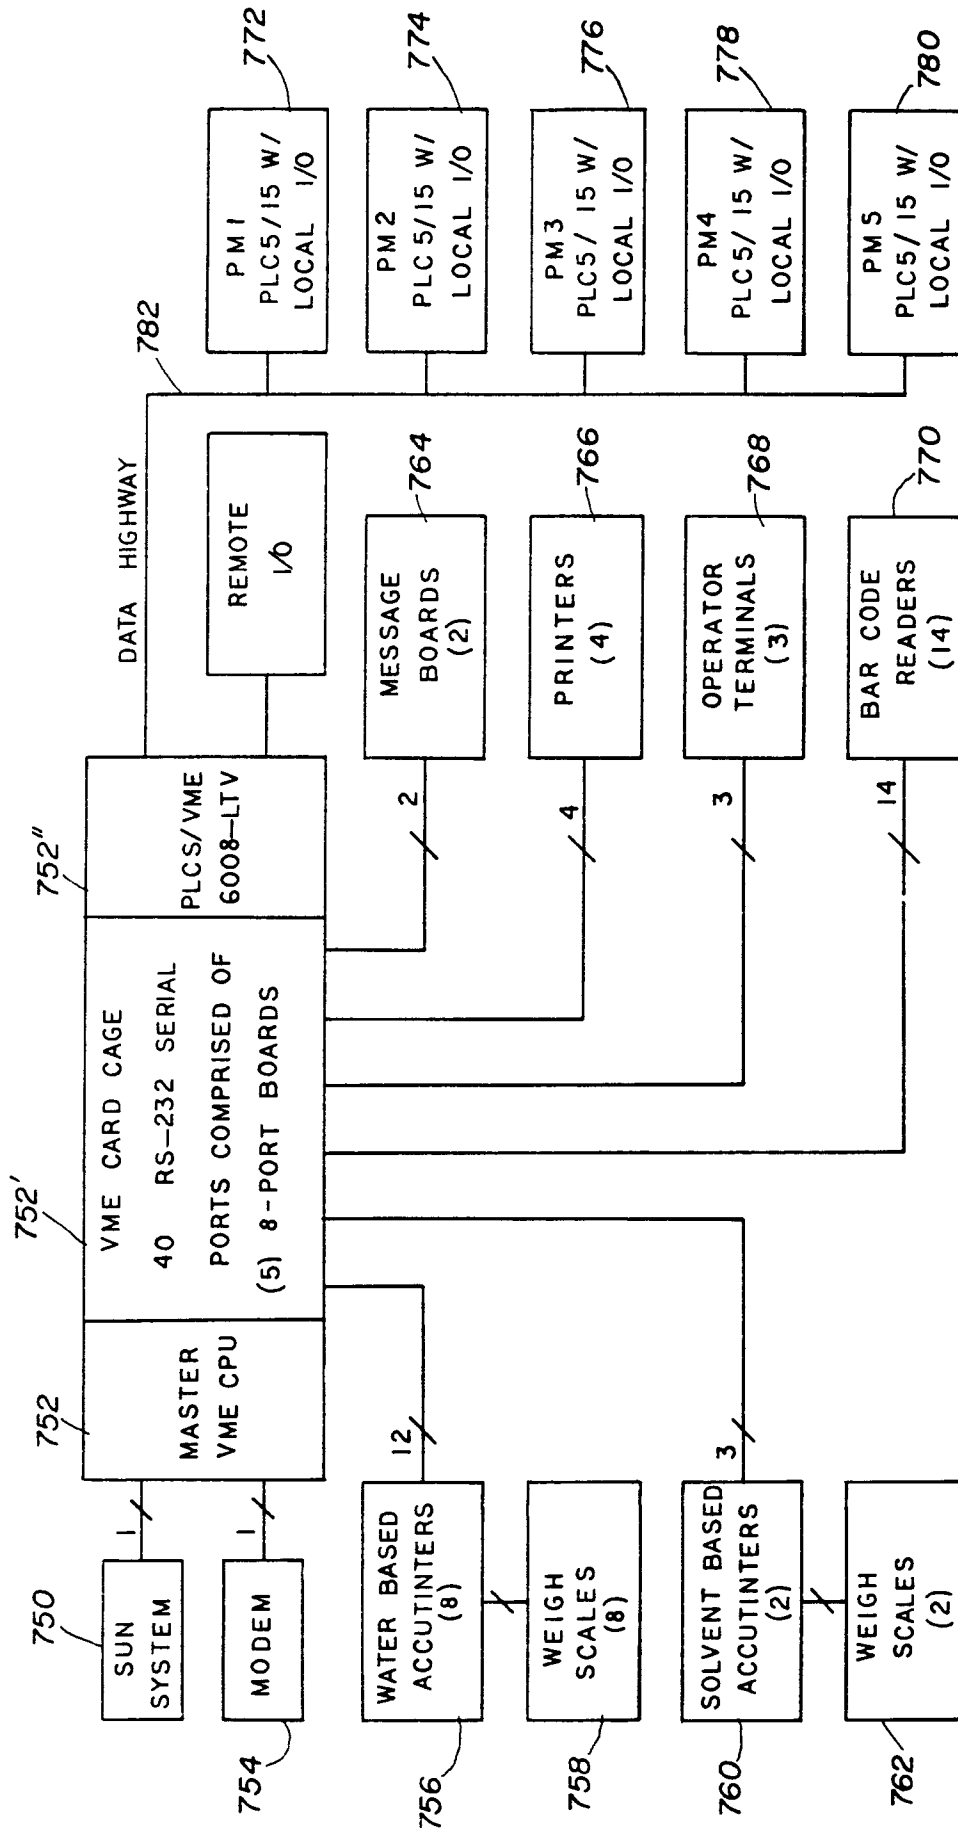 750
SUN
SYSTEM
1
MODEM
1
754
752
MASTER
VME CPU
752'
VME CARD CAGE
40 RS-232 SERIAL
PORTS COMPRISED OF
(5) 8-PORT BOARDS
752"
PLCS/VME
6008-LTV
DATA HIGHWAY
782
REMOTE
I/O
PM1
PLC5/15 W/
LOCAL I/O
772
PM2
PLC5/15 W/
LOCAL I/O
774
PM3
PLC5/15 W/
LOCAL I/O
776
PM4
PLC5/15 W/
LOCAL I/O
778
PM5
PLC5/15 W/
LOCAL I/O
780
WATER BASED
ACCUTINTERS
(8)
12
756
WEIGH
SCALES
(8)
758
SOLVENT BASED
ACCUTINTERS
(2)
3
760
WEIGH
SCALES
(2)
762
2
MESSAGE
BOARDS
(2)
764
4
PRINTERS
(4)
766
3
OPERATOR
TERMINALS
(3)
768
14
BAR CODE
READERS
(14)
770